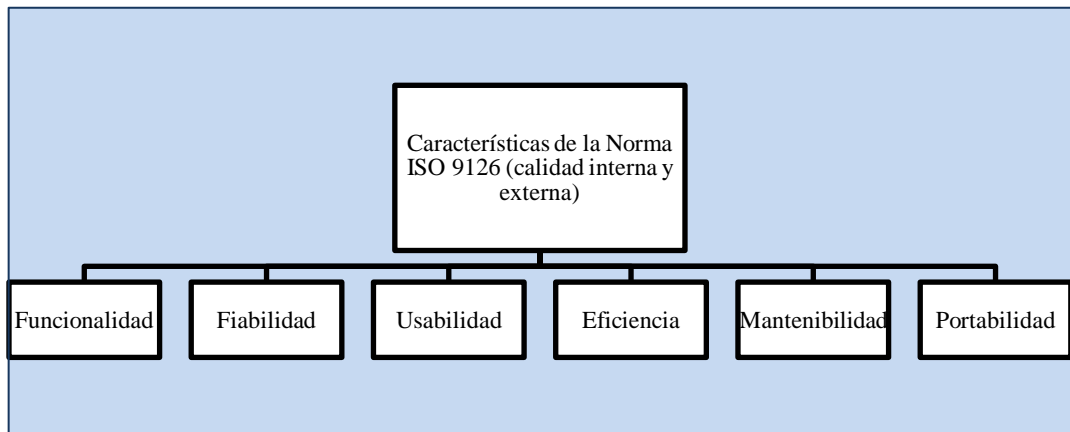 Características de la Norma
ISO 9126 (calidad interna y
externa)
Funcionalidad
Fiabilidad
Usabilidad
Eficiencia
Mantenibilidad
Portabilidad